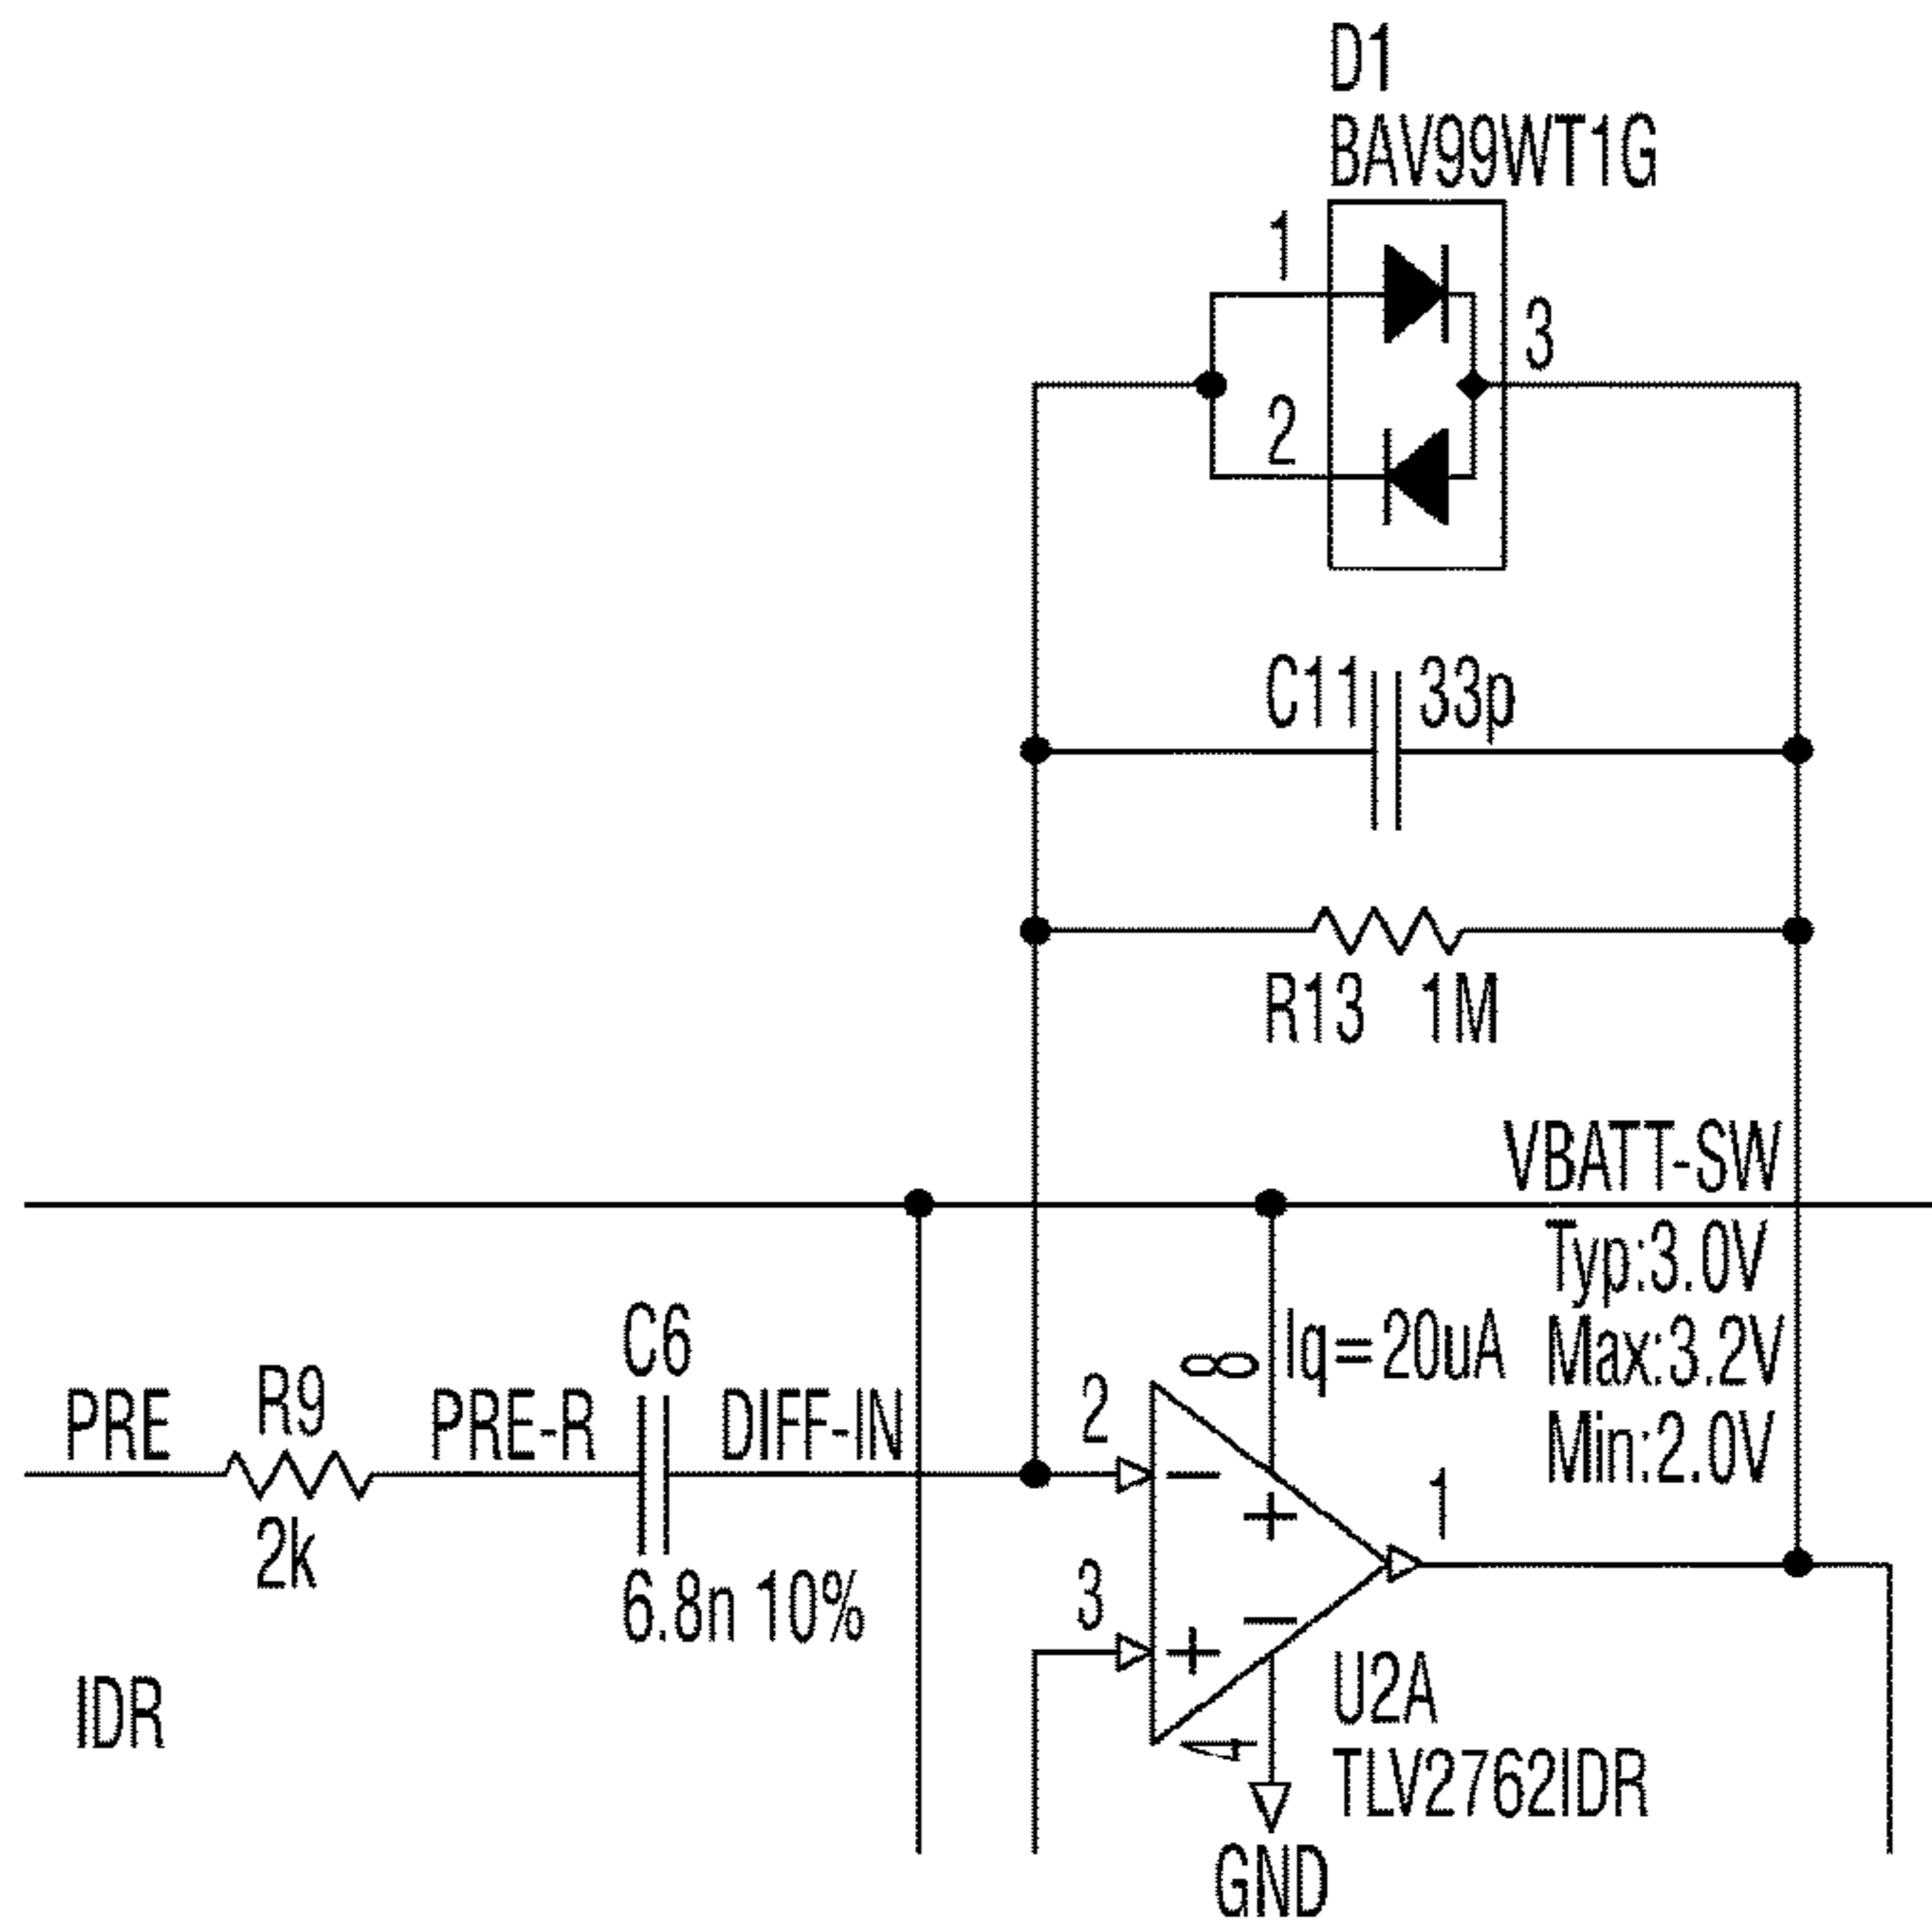 D1
BAV99WT1G
1
3
2
C11 33p
R13 1M
VBATT-SW
Typ:3.0V
Iq=20uA
Max:3.2V
Min:2.0V
8
C6
R9
PRE
PRE-R
DIFF-IN
2
1
2k
6.8n 10%
3
IDR
U2A
TLV2762IDR
4
GND